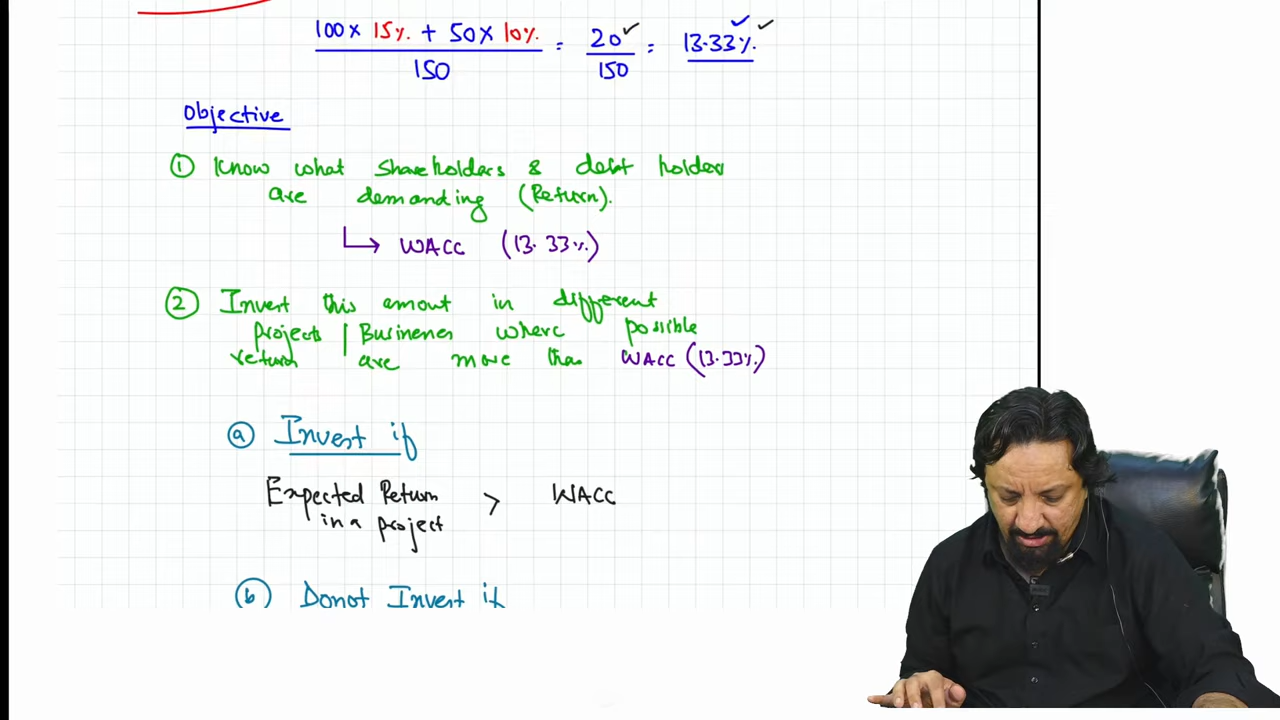 100 x 15% + 50 x 10% = 20 = 13.33%
150 150
Objective
① Know what shareholders & debt holders
are demanding (Return).
↳ WACC (13.33%)
② Invest this amount in different
projects | Businesses where possible
return are more than WACC (13.33%)
ⓐ Invest if
Expected Return > WACC
in a project
ⓑ Donot Invest if